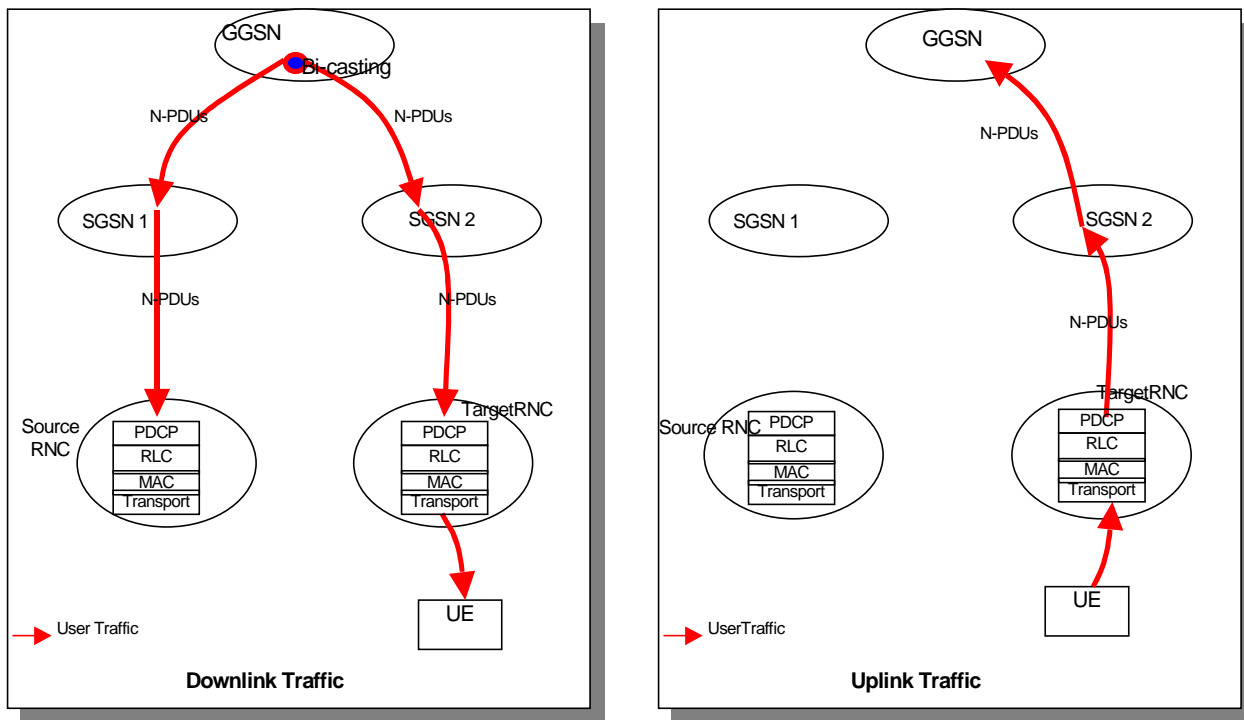 GGSN
Bi-casting
N-PDUs
N-PDUs
SGSN 1
SGSN 2
N-PDUs
N-PDUs
Source
RNC
TargetRNC
PDCP
RLC
MAC
Transport
PDCP
RLC
MAC
Transport
UE
User Traffic
Downlink Traffic
GGSN
N-PDUs
SGSN 1
SGSN 2
N-PDUs
Source RNC
TargetRNC
PDCP
RLC
MAC
Transport
PDCP
RLC
MAC
Transport
UE
UserTraffic
Uplink Traffic